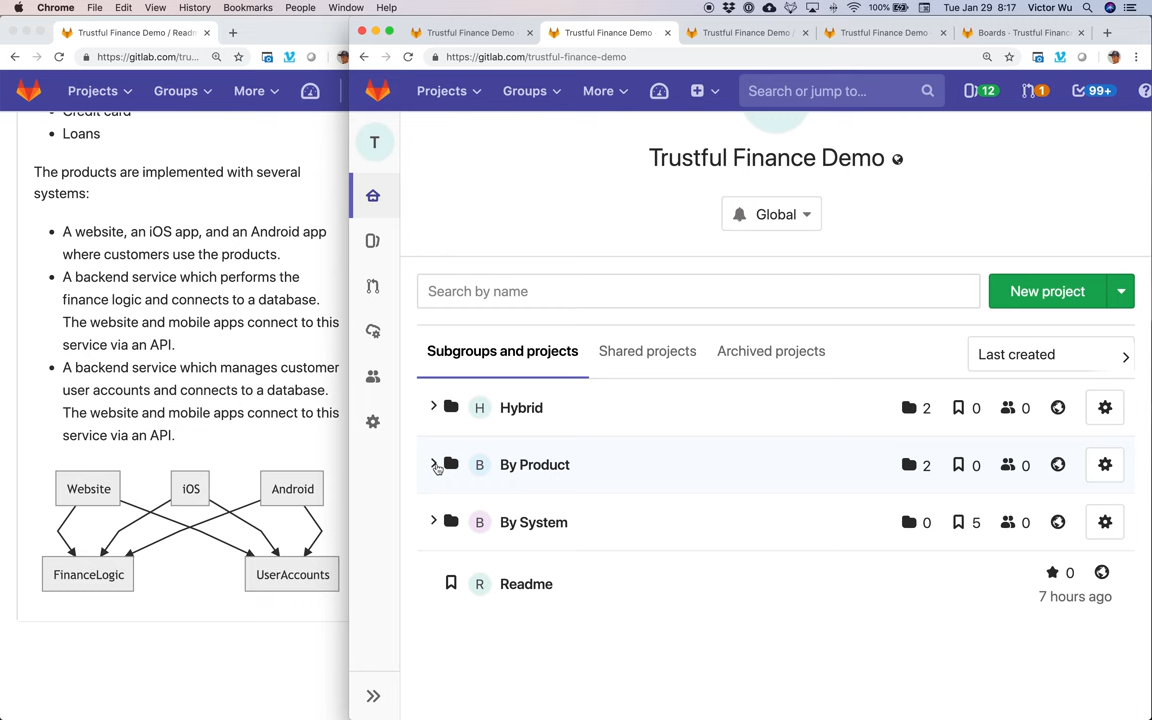 Chrome File Edit View History Bookmarks People Window Help
100% Tue Jan 29 8:17 Victor Wu
Trustful Finance Demo / Readm
https://gitlab.com/tru...
Projects Groups More
Credit card
Loans
The products are implemented with several
systems:
A website, an iOS app, and an Android app
where customers use the products.
A backend service which performs the
finance logic and connects to a database.
The website and mobile apps connect to this
service via an API.
A backend service which manages customer
user accounts and connects to a database.
The website and mobile apps connect to this
service via an API.
Website iOS Android
FinanceLogic UserAccounts
Trustful Finance Demo Trustful Finance Demo Trustful Finance Demo Trustful Finance Demo Boards · Trustful Financ
https://gitlab.com/trustful-finance-demo
Projects Groups More Search or jump to... 12 1 99+
T
Trustful Finance Demo
Global
Search by name New project
Subgroups and projects Shared projects Archived projects Last created
H Hybrid 2 0 0
B By Product 2 0 0
B By System 0 5 0
R Readme 0
7 hours ago